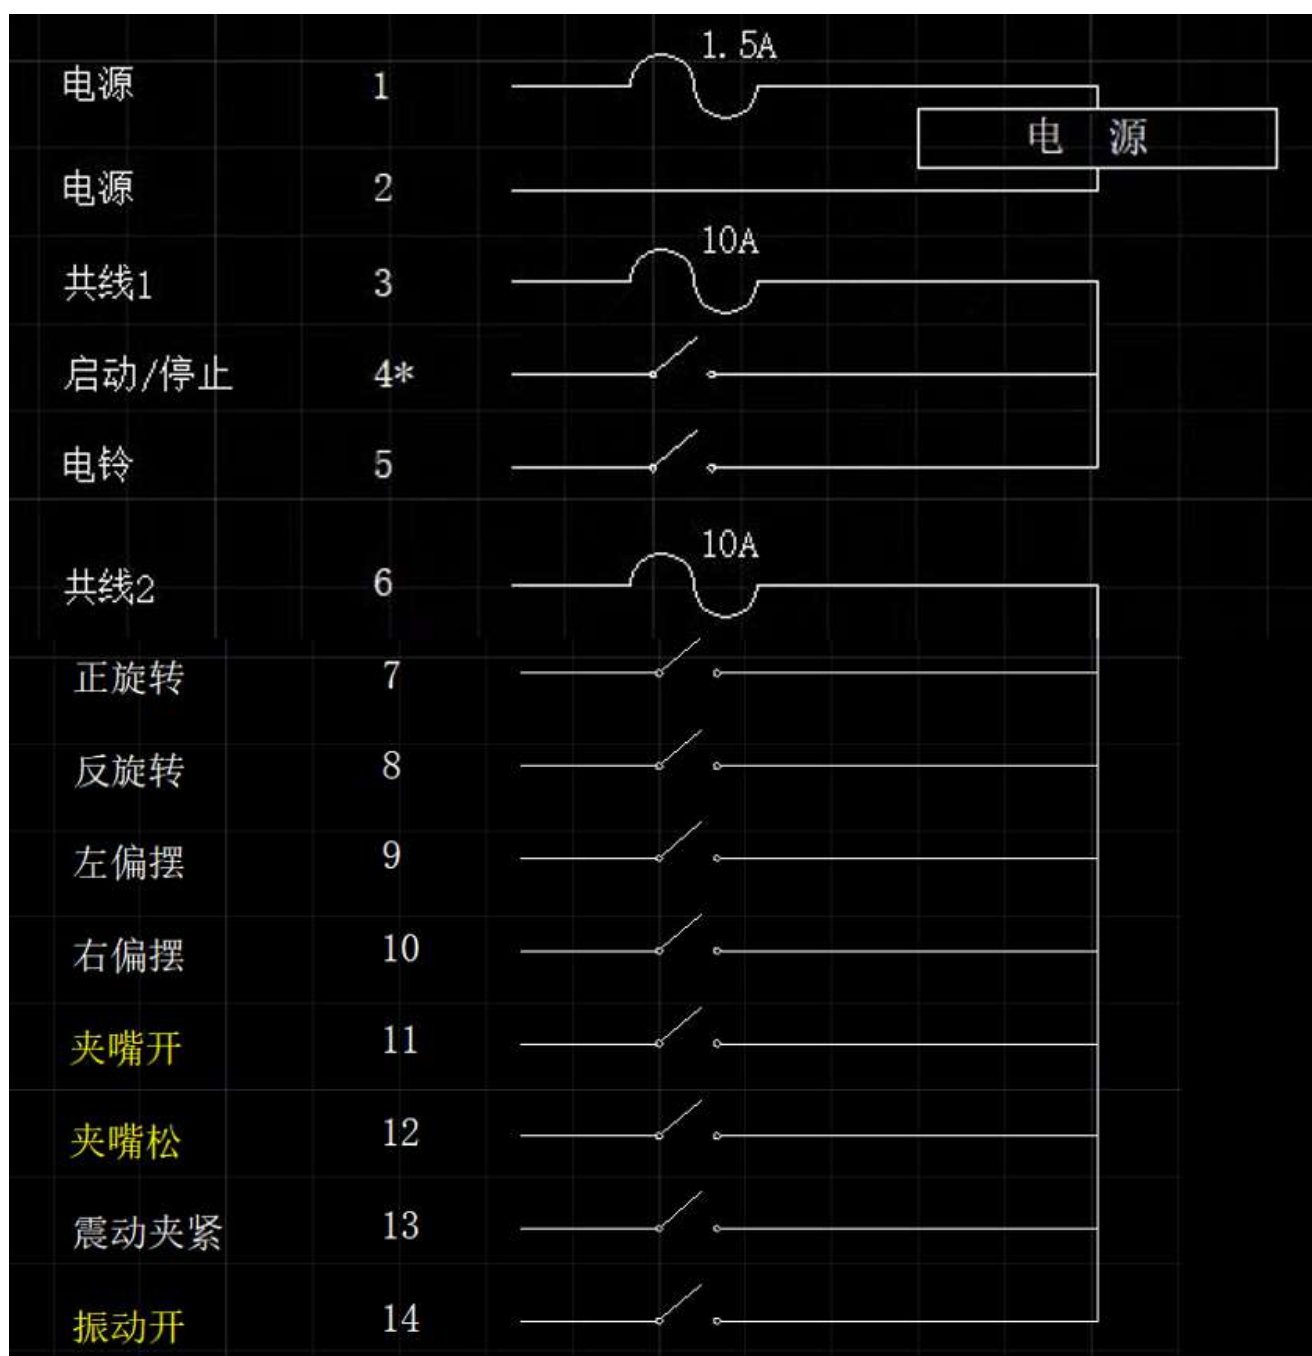 1.5A
电源 1
电 源
电源 2
10A
共线1 3
启动/停止 4*
电铃 5
10A
共线2 6
正旋转 7
反旋转 8
左偏摆 9
右偏摆 10
夹嘴开 11
夹嘴松 12
震动夹紧 13
振动开 14